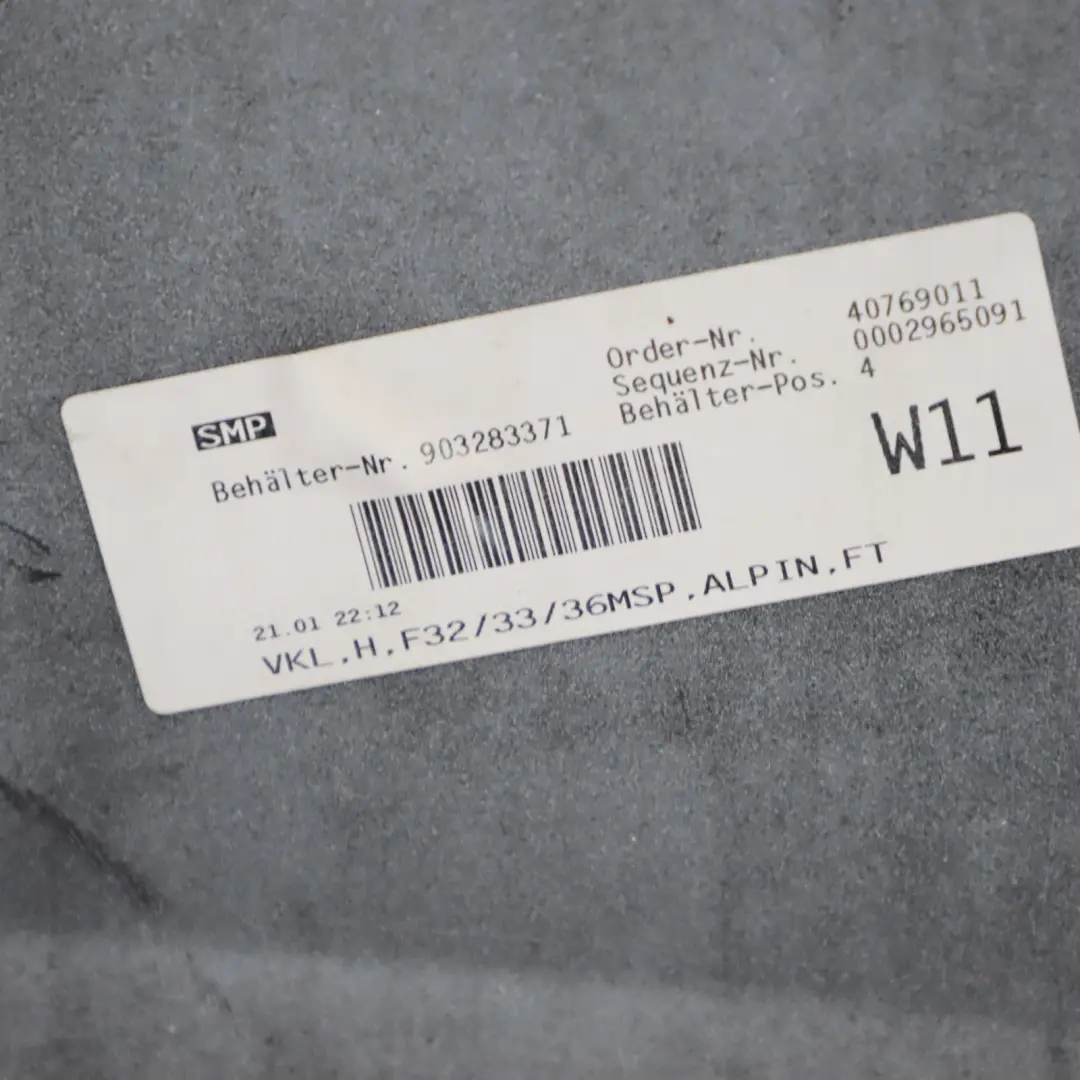 SMP
Behälter-Nr. 903283371
Order-Nr. 40769011
Sequenz-Nr. 0002965091
Behälter-Pos. 4
W11
21.01 22:12
VKL.H.F32/33/36MSP.ALPIN.FT